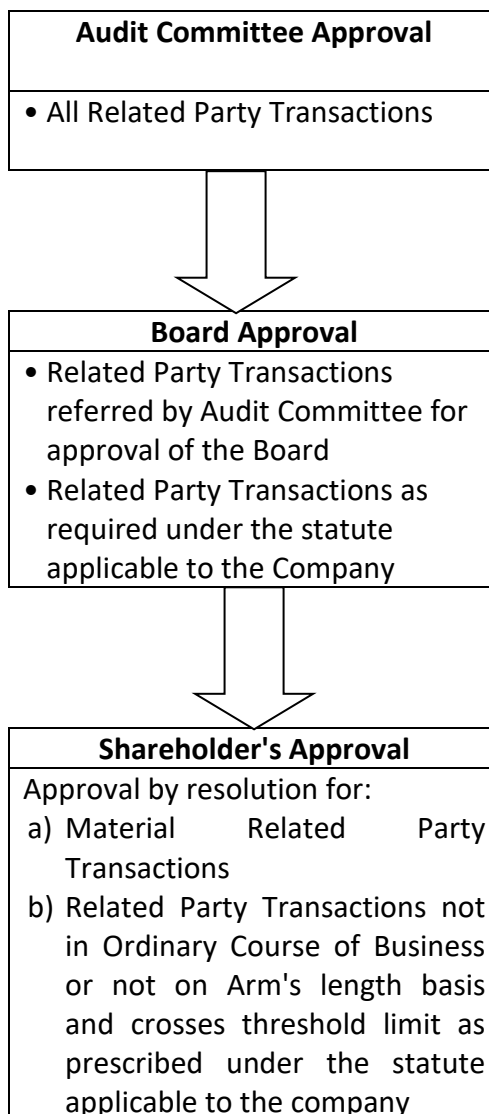 Audit Committee Approval
• All Related Party Transactions
Board Approval
• Related Party Transactions
referred by Audit Committee for
approval of the Board
• Related Party Transactions as
required under the statute
applicable to the Company
Shareholder's Approval
Approval by resolution for:
a) Material Related Party
Transactions
b) Related Party Transactions not
in Ordinary Course of Business
or not on Arm's length basis
and crosses threshold limit as
prescribed under the statute
applicable to the company